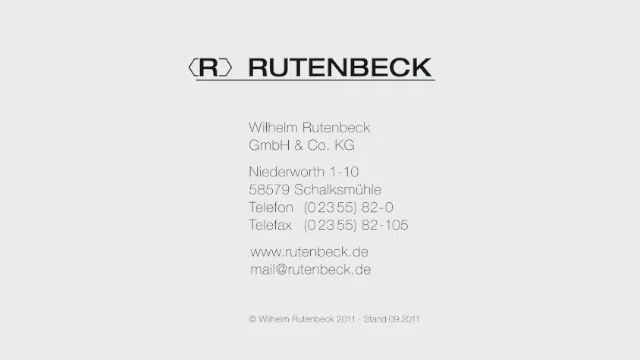 R RUTENBECK
Wilhelm Rutenbeck
GmbH & Co. KG
Niederworth 1-10
58579 Schalksmühle
Telefon (0 23 55) 82-0
Telefax (0 23 55) 82-105
www.rutenbeck.de
mail@rutenbeck.de
© Wilhelm Rutenbeck 2011 - Stand 09.2011